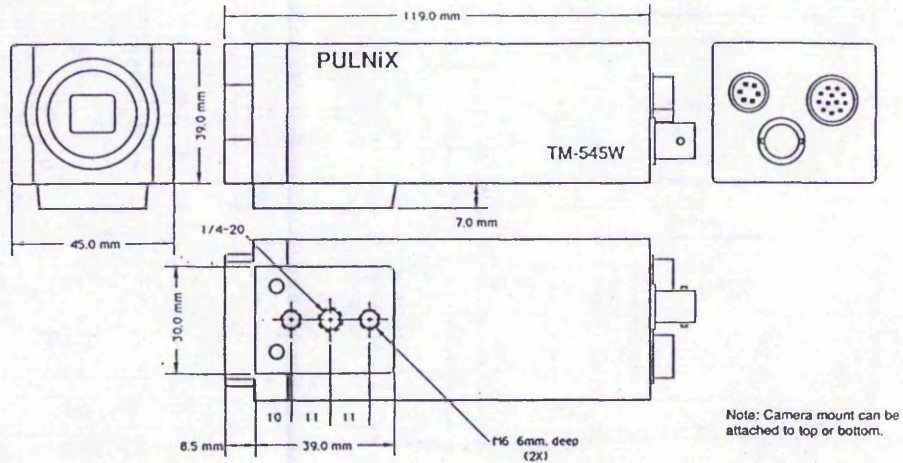 119.0 mm
PULNiX
39.0 mm
TM-545W
7.0 mm
45.0 mm
1/4-20
30.0 mm
10 11 11
8.5 mm
39.0 mm
M6 6mm. deep
(2X)
Note: Camera mount can be
attached to top or bottom.